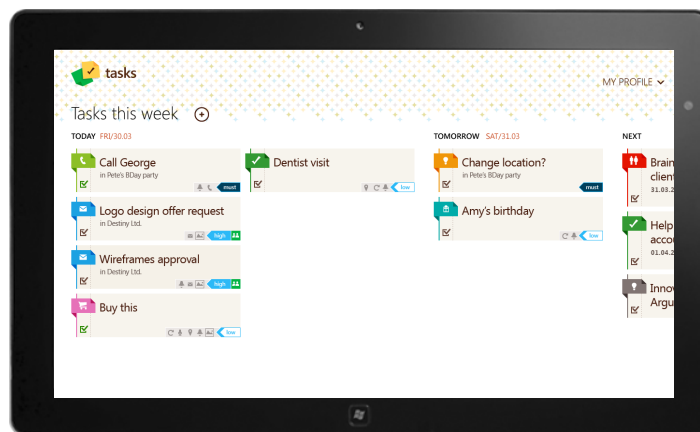 tasks
MY PROFILE
Tasks this week
TODAY FRI/30.03
Call George
in Pete's BDay party
must
Logo design offer request
in Destiny Ltd.
high
Wireframes approval
in Destiny Ltd.
high
Buy this
low
Dentist visit
low
TOMORROW SAT/31.03
Change location?
in Pete's BDay party
must
Amy's birthday
low
NEXT
Brain
client
31.03.2
Help
accou
01.04.2
Innov
Argu